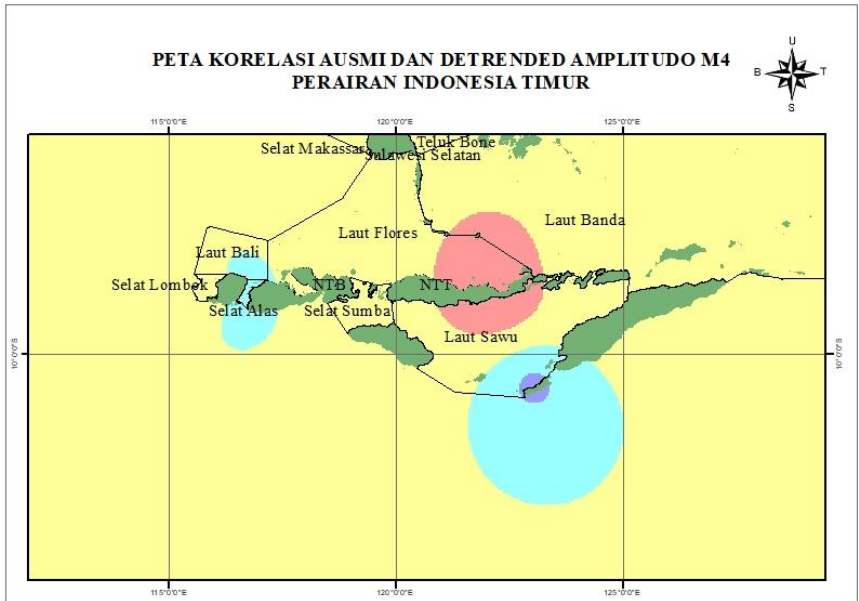 PETA KORELASI AUSMI DAN DETRENDED AMPLITUDO M4
PERAIRAN INDONESIA TIMUR
U
B T
S
115°0'0"E 120°0'0"E 125°0'0"E
Selat Makassar
Teluk Bone
Sulawesi Selatan
Laut Banda
Laut Flores
Laut Bali
Selat Lombok
NTB
NTT
Selat Alas
Selat Sumba
Laut Sawu
10°0'0"S
10°0'0"S
115°0'0"E 120°0'0"E 125°0'0"E